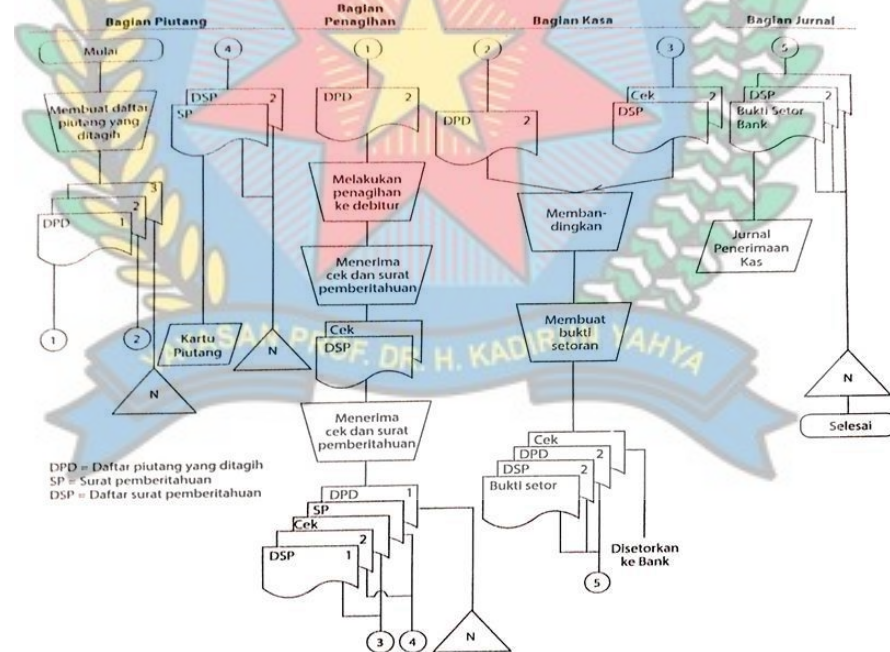 Bagian Piutang
Bagian
Penagihan
Bagian Kasa
Bagian Jurnal
Mulai
Membuat daftar
piutang yang
ditagih
3
2
DPD 1
1
2
N
4
DSP 2
SP
Kartu
Piutang
N
1
DPD 2
Melakukan
penagihan
ke debitur
Menerima
cek dan surat
pemberitahuan
Cek
DSP
Menerima
cek dan surat
pemberitahuan
DPD 1
SP
Cek
2
DSP 1
3
4
N
2
DPD 2
3
Cek 2
DSP
Memban-
dingkan
Membuat
bukti
setoran
Cek
DPD 2
DSP 2
Bukti setor
Disetorkan
ke Bank
5
5
DSP 2
Bukti Setor
Bank
Jurnal
Penerimaan
Kas
N
Selesai
DPD = Daftar piutang yang ditagih
SP = Surat pemberitahuan
DSP = Daftar surat pemberitahuan
YAYASAN PROF. DR. H. KADIRUN YAHYA